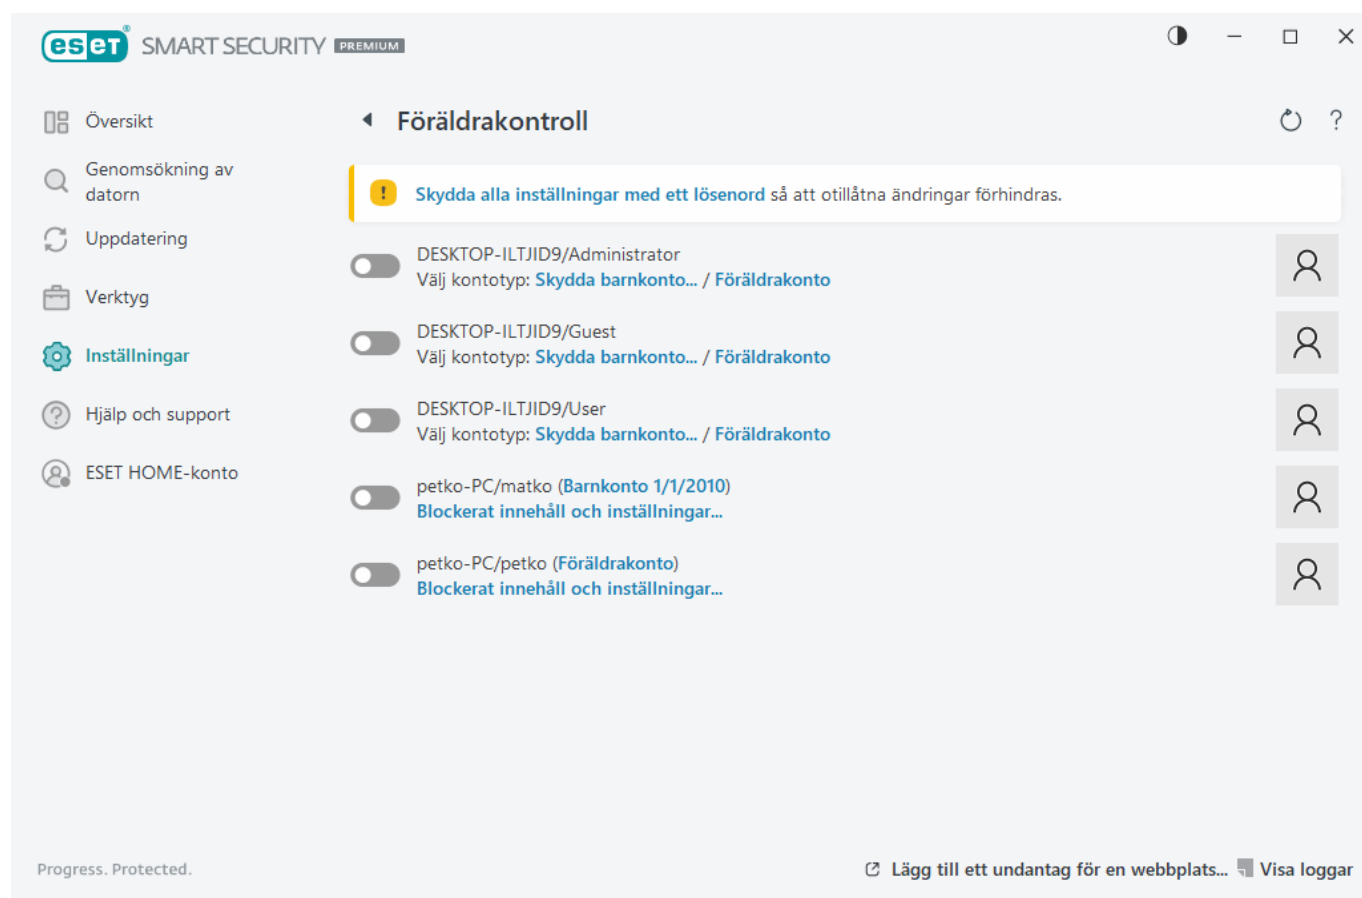 eset® SMART SECURITY PREMIUM
Översikt
Genomsökning av
datorn
Uppdatering
Verktyg
Inställningar
Hjälp och support
ESET HOME-konto
Föräldrakontroll
?
! Skydda alla inställningar med ett lösenord så att otillåtna ändringar förhindras.
DESKTOP-ILTJID9/Administrator
Välj kontotyp: Skydda barnkonto... / Föräldrakonto
DESKTOP-ILTJID9/Guest
Välj kontotyp: Skydda barnkonto... / Föräldrakonto
DESKTOP-ILTJID9/User
Välj kontotyp: Skydda barnkonto... / Föräldrakonto
petko-PC/matko (Barnkonto 1/1/2010)
Blockerat innehåll och inställningar...
petko-PC/petko (Föräldrakonto)
Blockerat innehåll och inställningar...
Progress. Protected.
Lägg till ett undantag för en webbplats... Visa loggar